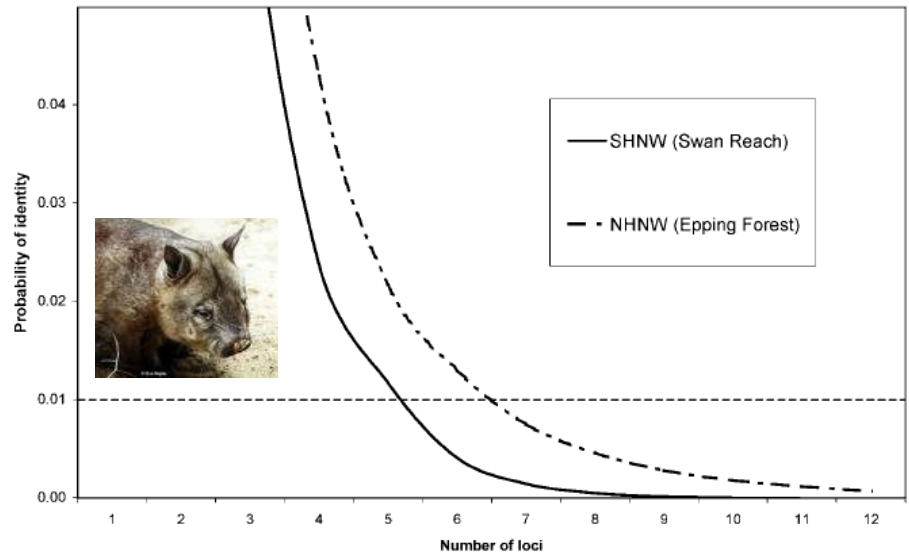 0.04
0.03
0.02
0.01
0.00
Probability of identity
SHNW (Swan Reach)
NHNW (Epping Forest)
1 2 3 4 5 6 7 8 9 10 11 12
Number of loci